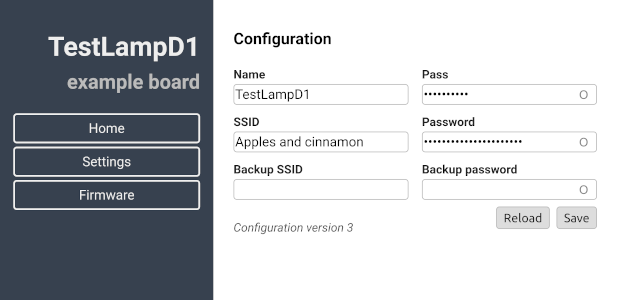 TestLampD1
example board
Home
Settings
Firmware
Configuration
Name Pass
TestLampD1 ••••••••••
SSID Password
Apples and cinnamon ••••••••••••••••••••••
Backup SSID Backup password
Reload Save
Configuration version 3